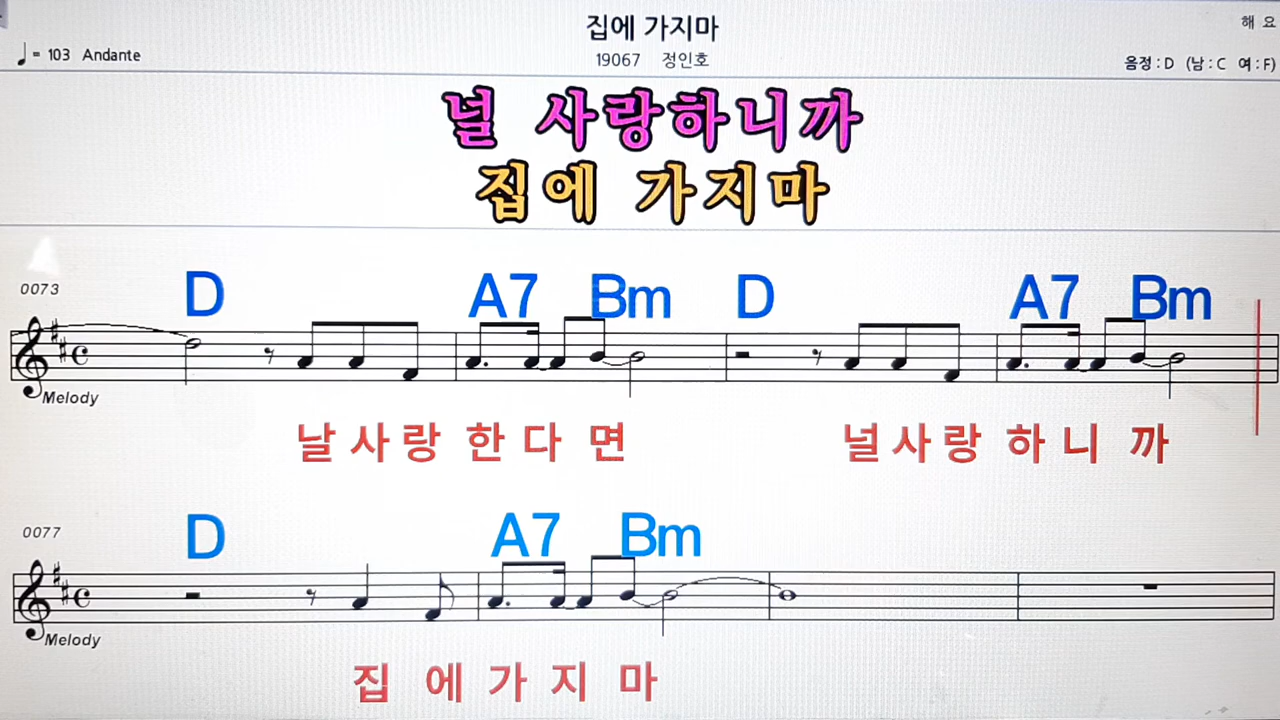 집에 가지마
해 요
♩= 103 Andante
19067 정인호
음정 : D (남 : C 여 : F)
널 사랑하니까
집에 가지마
0073
D A7 Bm D A7 Bm
Melody
날 사 랑 한 다 면 널 사 랑 하 니 까
0077
D A7 Bm
Melody
집 에 가 지 마